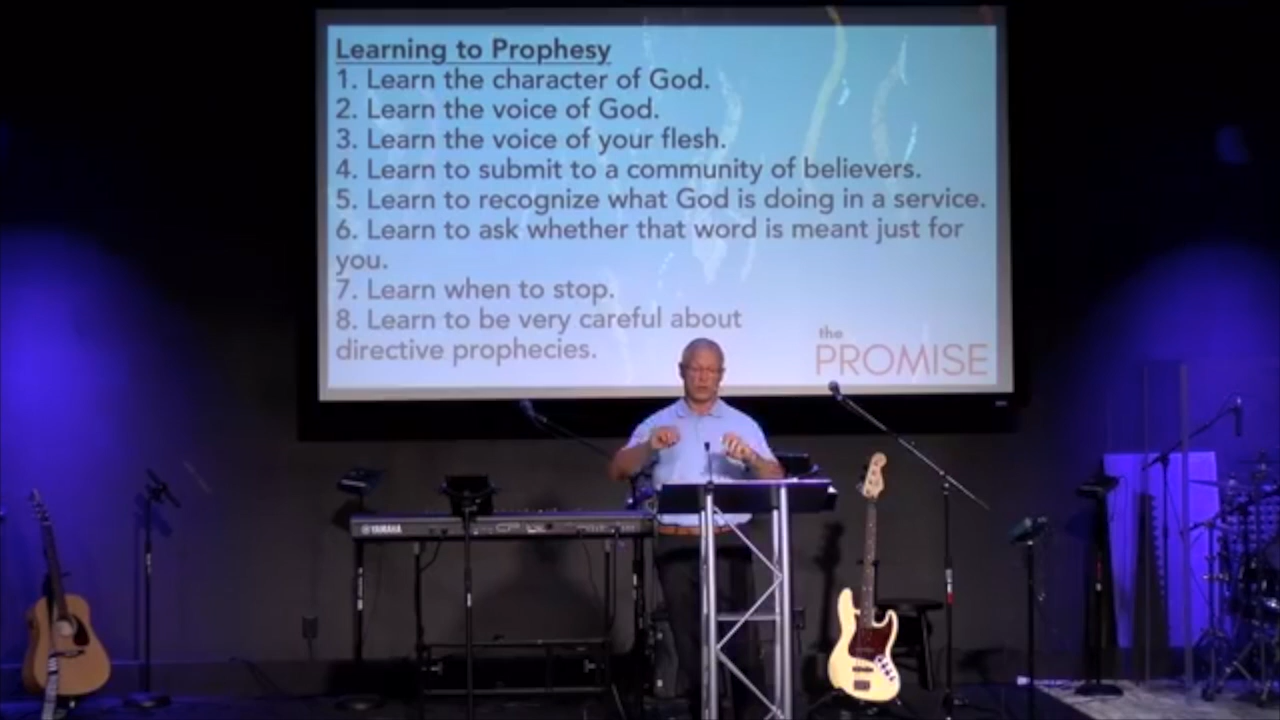 Learning to Prophesy
1. Learn the character of God.
2. Learn the voice of God.
3. Learn the voice of your flesh.
4. Learn to submit to a community of believers.
5. Learn to recognize what God is doing in a service.
6. Learn to ask whether that word is meant just for
you.
7. Learn when to stop.
8. Learn to be very careful about
directive prophecies.
the
PROMISE
YAMAHA